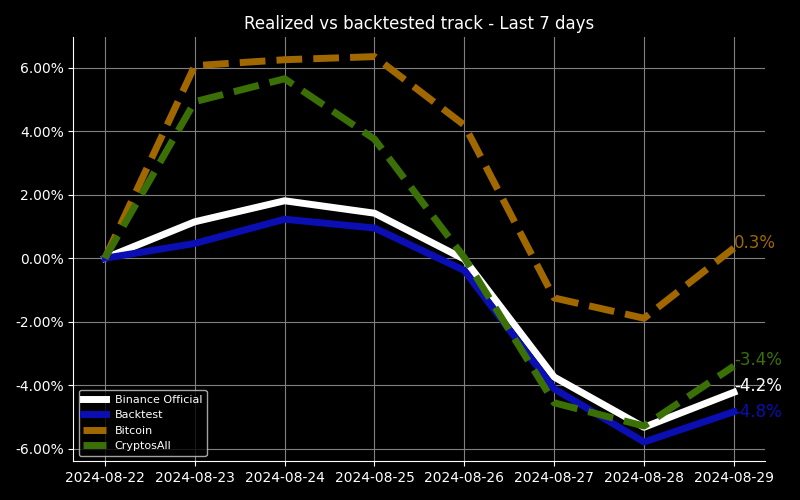 Realized vs backtested track - Last 7 days
6.00%
4.00%
2.00%
0.00%
-2.00%
-4.00%
-6.00%
0.3%
-3.4%
-4.2%
-4.8%
Binance Official
Backtest
Bitcoin
CryptosAll
2024-08-22 2024-08-23 2024-08-24 2024-08-25 2024-08-26 2024-08-27 2024-08-28 2024-08-29